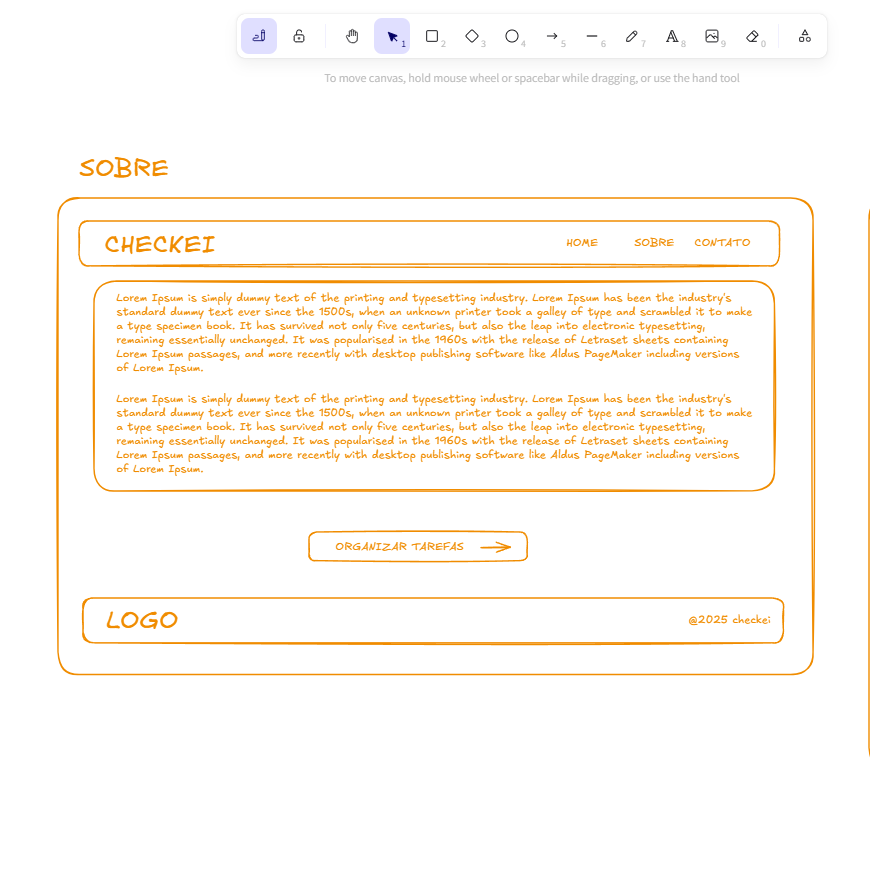 1
2
3
4
5
6
7
8
9
0
To move canvas, hold mouse wheel or spacebar while dragging, or use the hand tool
SOBRE
CHECKEI
HOME
SOBRE
CONTATO
Lorem Ipsum is simply dummy text of the printing and typesetting industry. Lorem Ipsum has been the industry's
standard dummy text ever since the 1500s, when an unknown printer took a galley of type and scrambled it to make
a type specimen book. It has survived not only five centuries, but also the leap into electronic typesetting,
remaining essentially unchanged. It was popularised in the 1960s with the release of Letraset sheets containing
Lorem Ipsum passages, and more recently with desktop publishing software like Aldus PageMaker including versions
of Lorem Ipsum.
Lorem Ipsum is simply dummy text of the printing and typesetting industry. Lorem Ipsum has been the industry's
standard dummy text ever since the 1500s, when an unknown printer took a galley of type and scrambled it to make
a type specimen book. It has survived not only five centuries, but also the leap into electronic typesetting,
remaining essentially unchanged. It was popularised in the 1960s with the release of Letraset sheets containing
Lorem Ipsum passages, and more recently with desktop publishing software like Aldus PageMaker including versions
of Lorem Ipsum.
ORGANIZAR TAREFAS
LOGO
@2025 checkei